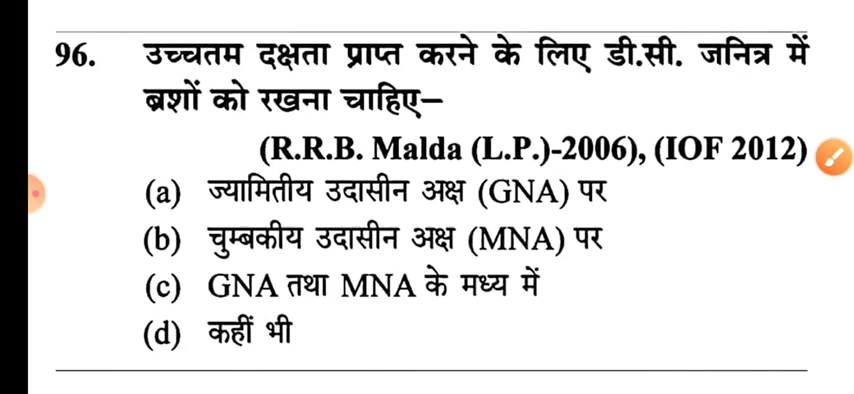 96. उच्चतम दक्षता प्राप्त करने के लिए डी.सी. जनित्र में
ब्रशों को रखना चाहिए–
(R.R.B. Malda (L.P.)-2006), (IOF 2012)
(a) ज्यामितीय उदासीन अक्ष (GNA) पर
(b) चुम्बकीय उदासीन अक्ष (MNA) पर
(c) GNA तथा MNA के मध्य में
(d) कहीं भी